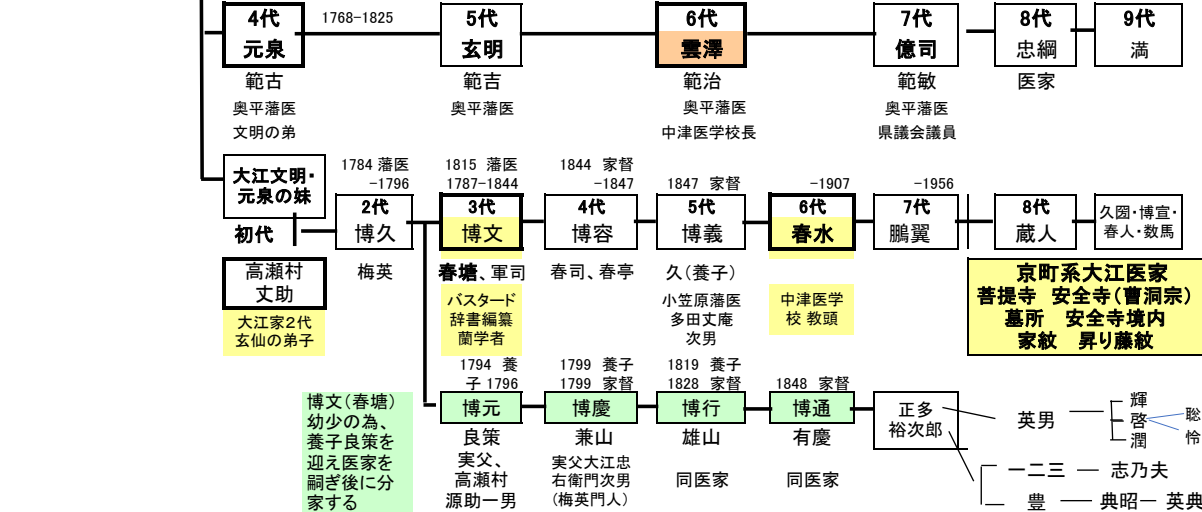 4代
元泉
1768-1825
5代
玄明
6代
雲澤
7代
億司
8代
忠綱
9代
満
範古
範吉
範治
範敏
医家
奥平藩医
文明の弟
奥平藩医
奥平藩医
中津医学校長
奥平藩医
県議会議員
大江文明・
元泉の妹
初代
高瀬村
丈助
大江家2代
玄仙の弟子
1784 藩医
-1796
2代
博久
梅英
1815 藩医
1787-1844
3代
博文
春塘、軍司
バスタード
辞書編纂
蘭学者
1844 家督
-1847
4代
博容
春司、春亭
1847 家督
5代
博義
久(養子)
小笠原藩医
多田丈庵
次男
-1907
6代
春水
中津医学
校 教頭
-1956
7代
鵬翼
8代
蔵人
久圀・博宣・
春人・数馬
京町系大江医家
菩提寺 安全寺(曹洞宗)
墓所 安全寺境内
家紋 昇り藤紋
博文(春塘)
幼少の為、
養子良策を
迎え医家を
嗣ぎ後に分
家する
1794 養
子 1796
博元
良策
実父、
高瀬村
源助一男
1799 養子
1799 家督
博慶
兼山
実父大江忠
右衛門次男
(梅英門人)
1819 養子
1828 家督
博行
雄山
同医家
1848 家督
博通
有慶
同医家
正多
裕次郎
英男
輝
啓
潤
聡
怜
一二三
志乃夫
豊
典昭
英典